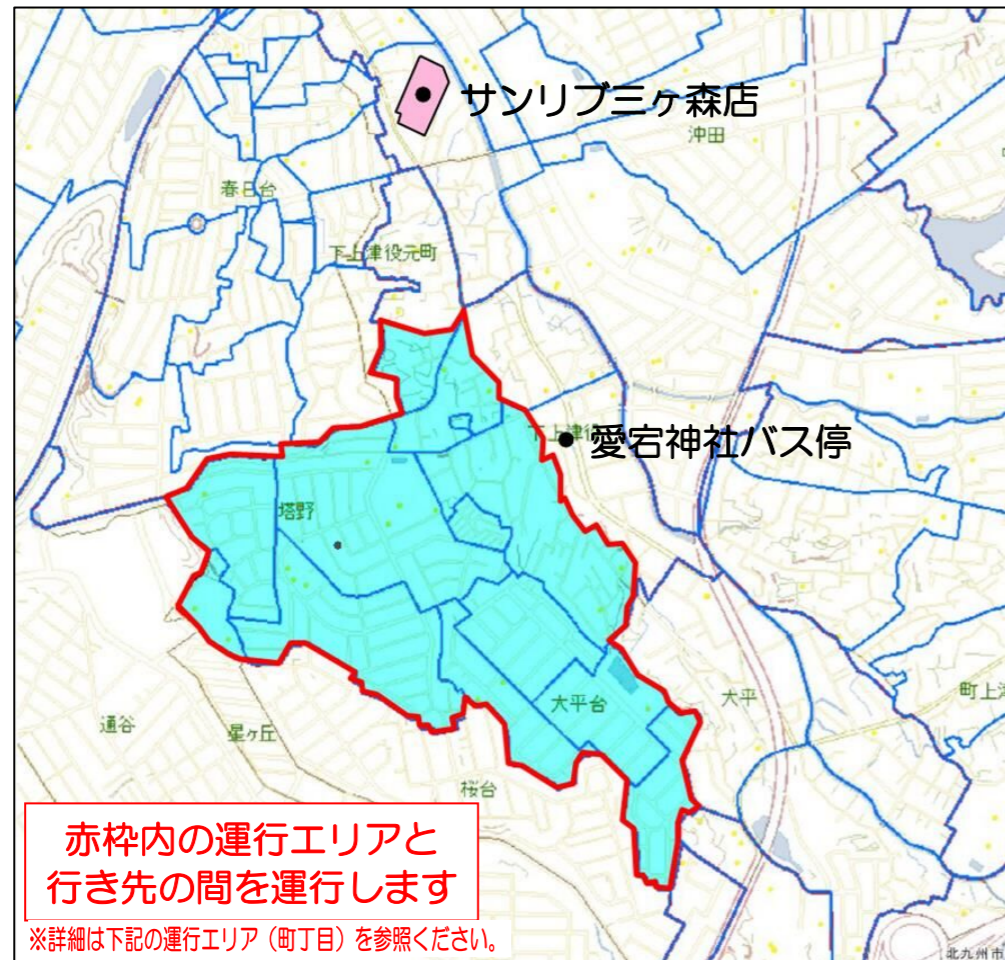 サンリブ三ヶ森店
沖田
春日台
下上津役元町
愛宕神社バス停
塔野
大平台
大平
町上津
通谷
星ヶ丘
桜台
赤枠内の運行エリアと
行き先の間を運行します
※詳細は下記の運行エリア(町丁目)を参照ください。
北九州市